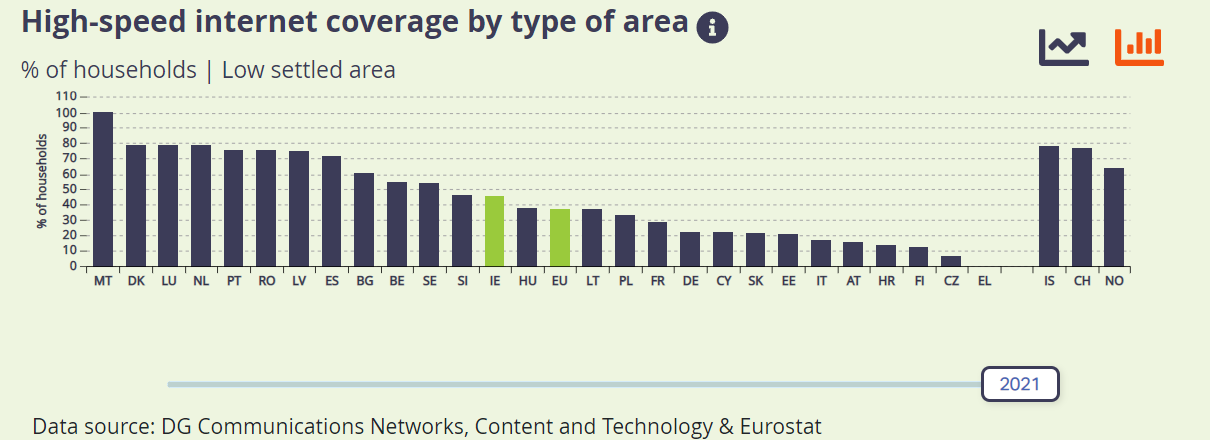 High-speed internet coverage by type of area i
% of households | Low settled area
% of households
110
100
90
80
70
60
50
40
30
20
10
0
MT DK LU NL PT RO LV ES BG BE SE SI IE HU EU LT PL FR DE CY SK EE IT AT HR FI CZ EL IS CH NO
2021
Data source: DG Communications Networks, Content and Technology & Eurostat